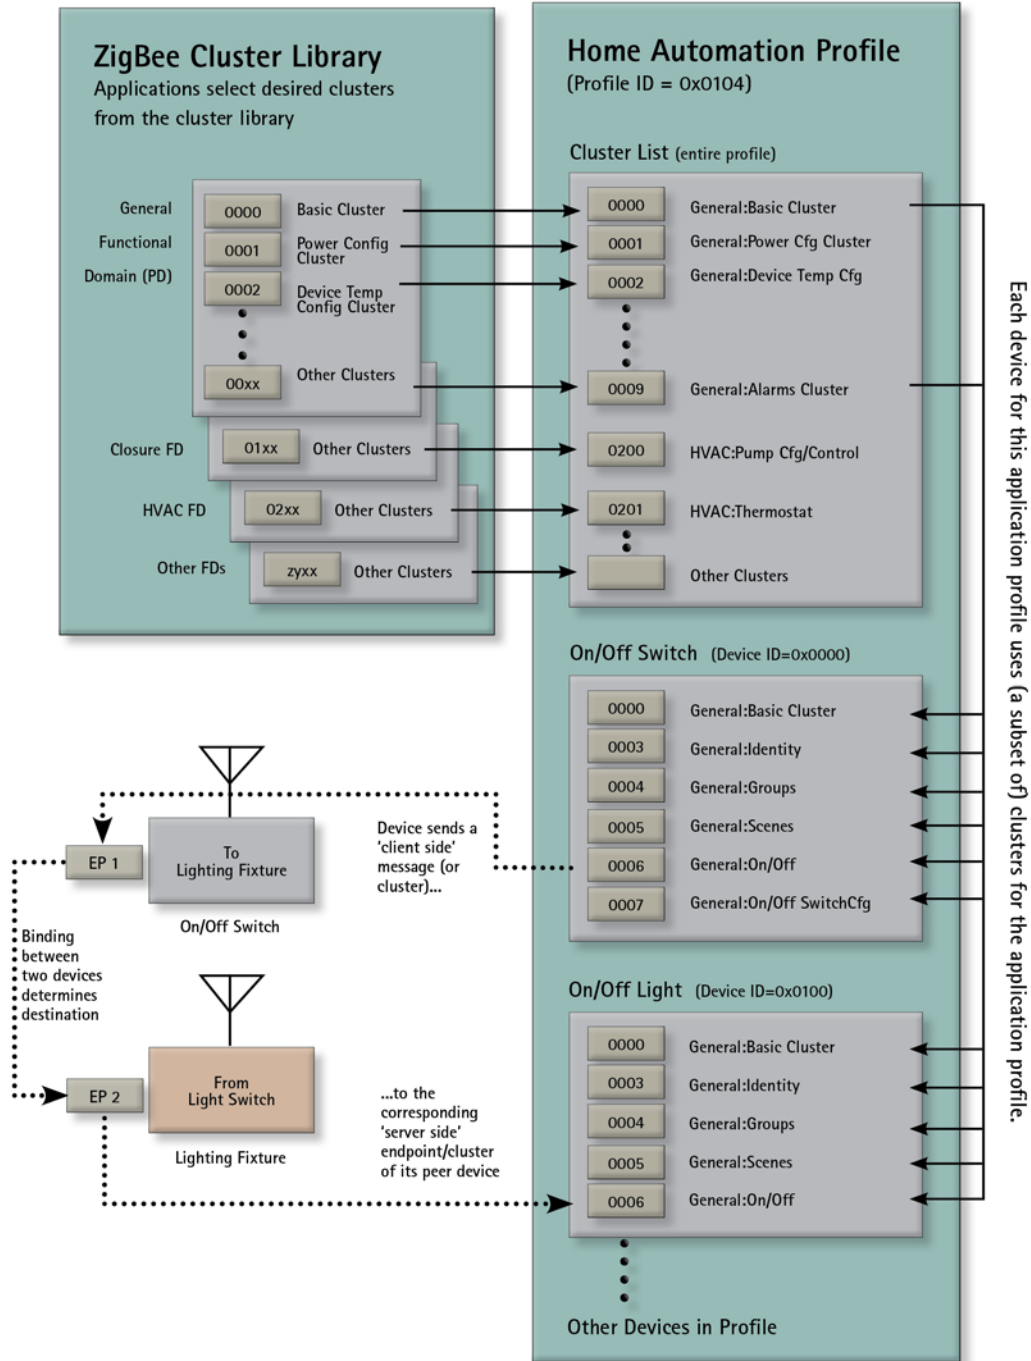 ZigBee Cluster Library
Applications select desired clusters
from the cluster library
General
Functional
Domain (PD)
0000
Basic Cluster
0001
Power Config
Cluster
0002
Device Temp
Config Cluster
00xx
Other Clusters
Closure FD
01xx
Other Clusters
HVAC FD
02xx
Other Clusters
Other FDs
zyxx
Other Clusters
Home Automation Profile
(Profile ID = 0x0104)
Cluster List (entire profile)
0000
General:Basic Cluster
0001
General:Power Cfg Cluster
0002
General:Device Temp Cfg
0009
General:Alarms Cluster
0200
HVAC:Pump Cfg/Control
0201
HVAC:Thermostat
Other Clusters
On/Off Switch (Device ID=0x0000)
0000
General:Basic Cluster
0003
General:Identity
0004
General:Groups
0005
General:Scenes
0006
General:On/Off
0007
General:On/Off SwitchCfg
On/Off Light (Device ID=0x0100)
0000
General:Basic Cluster
0003
General:Identity
0004
General:Groups
0005
General:Scenes
0006
General:On/Off
Other Devices in Profile
Each device for this application profile uses (a subset of) clusters for the application profile.
EP 1
To
Lighting Fixture
On/Off Switch
Device sends a
'client side'
message (or
cluster)...
Binding
between
two devices
determines
destination
EP 2
From
Light Switch
Lighting Fixture
...to the
corresponding
'server side'
endpoint/cluster
of its peer device